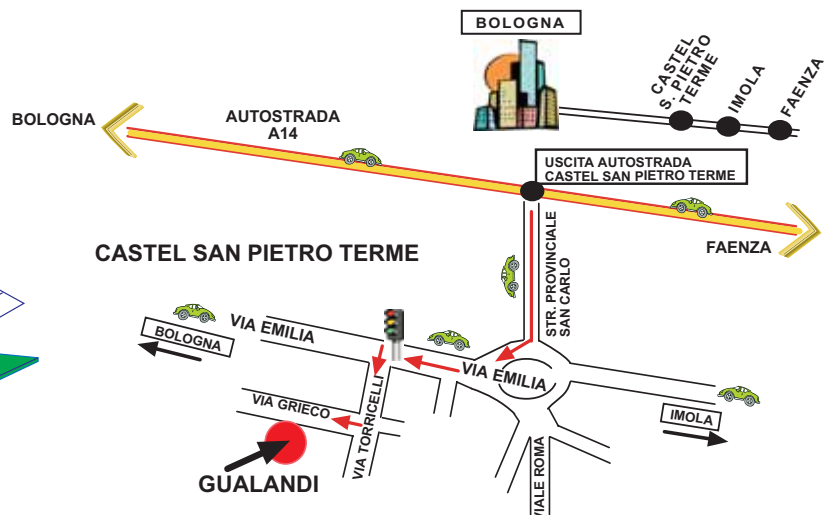 BOLOGNA
CASTEL
S. PIETRO
TERME
IMOLA
FAENZA
BOLOGNA
AUTOSTRADA
A14
USCITA AUTOSTRADA
CASTEL SAN PIETRO TERME
FAENZA
CASTEL SAN PIETRO TERME
STR. PROVINCIALE
SAN CARLO
BOLOGNA
VIA EMILIA
VIA EMILIA
IMOLA
VIA GRIECO
VIA TORRICELLI
GUALANDI
VIALE ROMA